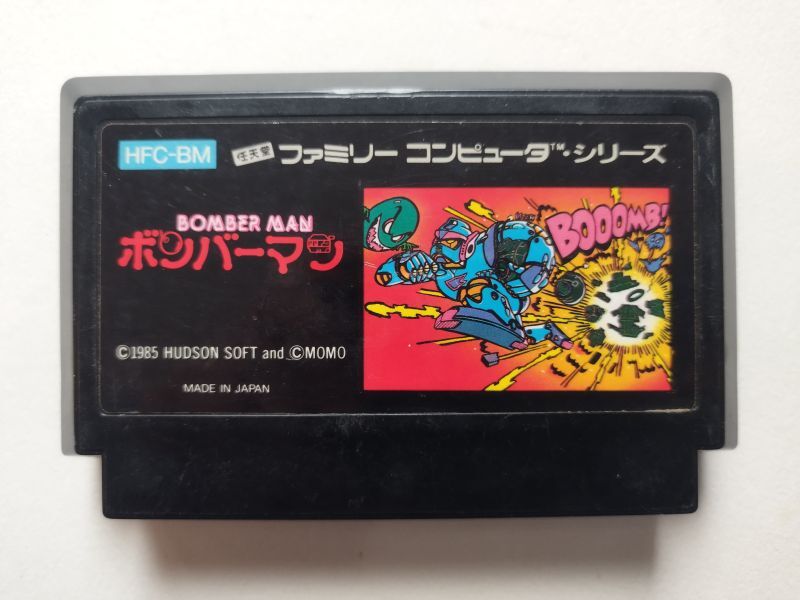 HFC-BM 任天堂 ファミリー コンピュータ™・シリーズ
BOMBER MAN
ボンバーマン
BOOOMB!
©1985 HUDSON SOFT and ©MOMO
MADE IN JAPAN